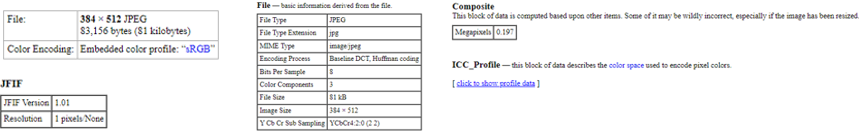 File: 384 × 512 JPEG
83,156 bytes (81 kilobytes)
Color Encoding: Embedded color profile: “sRGB”
JFIF
JFIF Version 1.01
Resolution 1 pixels/None
File — basic information derived from the file.
File Type JPEG
File Type Extension jpg
MIME Type image/jpeg
Encoding Process Baseline DCT, Huffman coding
Bits Per Sample 8
Color Components 3
File Size 81 kB
Image Size 384 × 512
Y Cb Cr Sub Sampling YCbCr4:2:0 (2 2)
Composite
This block of data is computed based upon other items. Some of it may be wildly incorrect, especially if the image has been resized.
Megapixels 0.197
ICC_Profile — this block of data describes the color space used to encode pixel colors.
[ click to show profile data ]